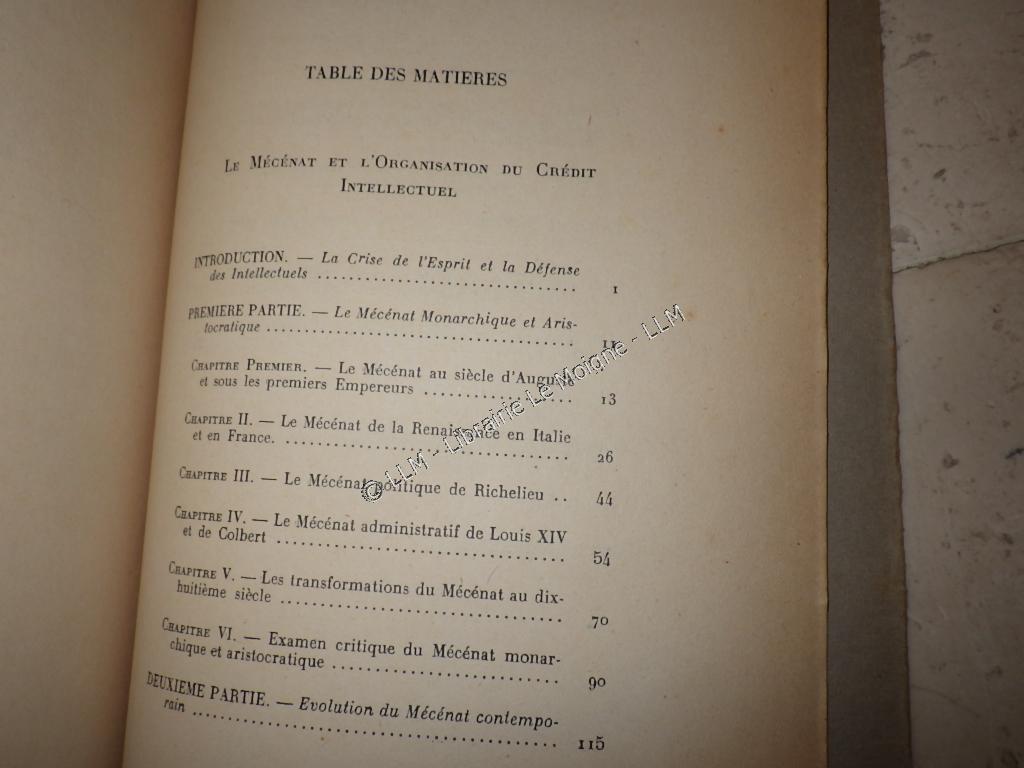 TABLE DES MATIERES
Le Mécénat et l'Organisation du Crédit
Intellectuel
INTRODUCTION. — La Crise de l'Esprit et la Défense
des Intellectuels .............................. 1
PREMIERE PARTIE. — Le Mécénat Monarchique et Aris-
tocratique ........................................ 11
Chapitre Premier. — Le Mécénat au siècle d'Auguste
et sous les premiers Empereurs .................... 13
Chapitre II. — Le Mécénat de la Renaissance en Italie
et en France. ..................................... 26
Chapitre III. — Le Mécénat politique de Richelieu .. 44
Chapitre IV. — Le Mécénat administratif de Louis XIV
et de Colbert ..................................... 54
Chapitre V. — Les transformations du Mécénat au dix-
huitième siècle ................................... 70
Chapitre VI. — Examen critique du Mécénat monar-
chique et aristocratique .......................... 90
DEUXIEME PARTIE. — Evolution du Mécénat contempo-
rain .............................................. 115
© LLM - Librairie Le Moigne - LLM